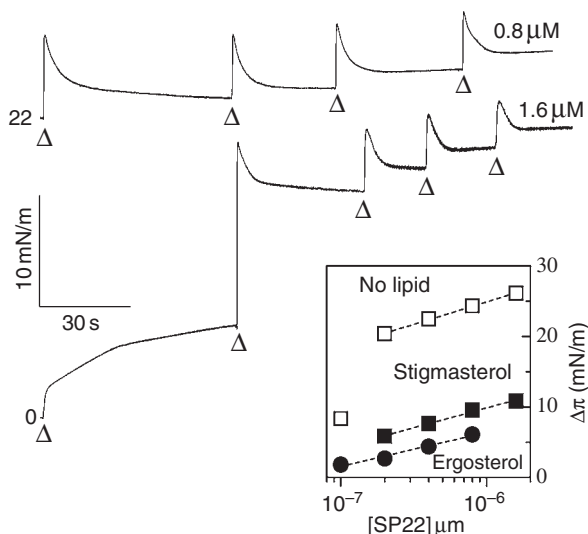 0.8 μM
22
Δ Δ Δ Δ
1.6 μM
Δ Δ Δ
10 mN/m
30 s
Δ
0
Δ
No lipid
Stigmasterol
Ergosterol
30
20
10
0
Δπ (mN/m)
10⁻⁷ 10⁻⁶
[SP22] μm